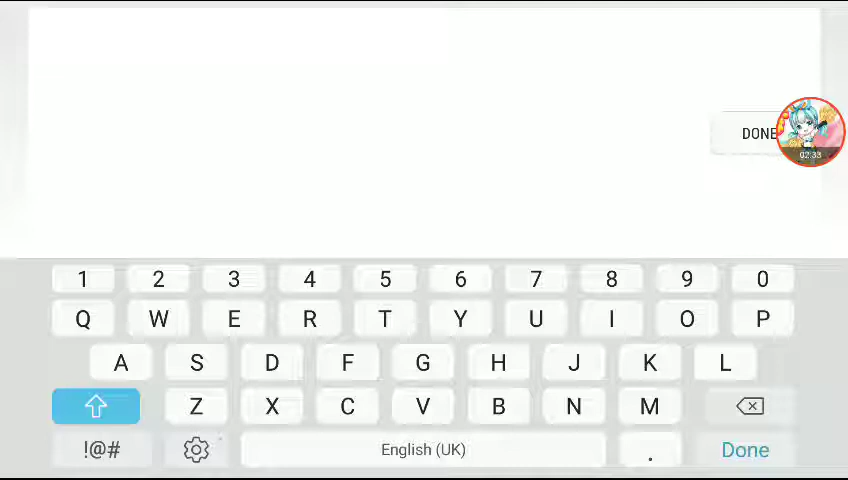 DONE
02:33
1 2 3 4 5 6 7 8 9 0
Q W E R T Y U I O P
A S D F G H J K L
Z X C V B N M
!@# English (UK) . Done